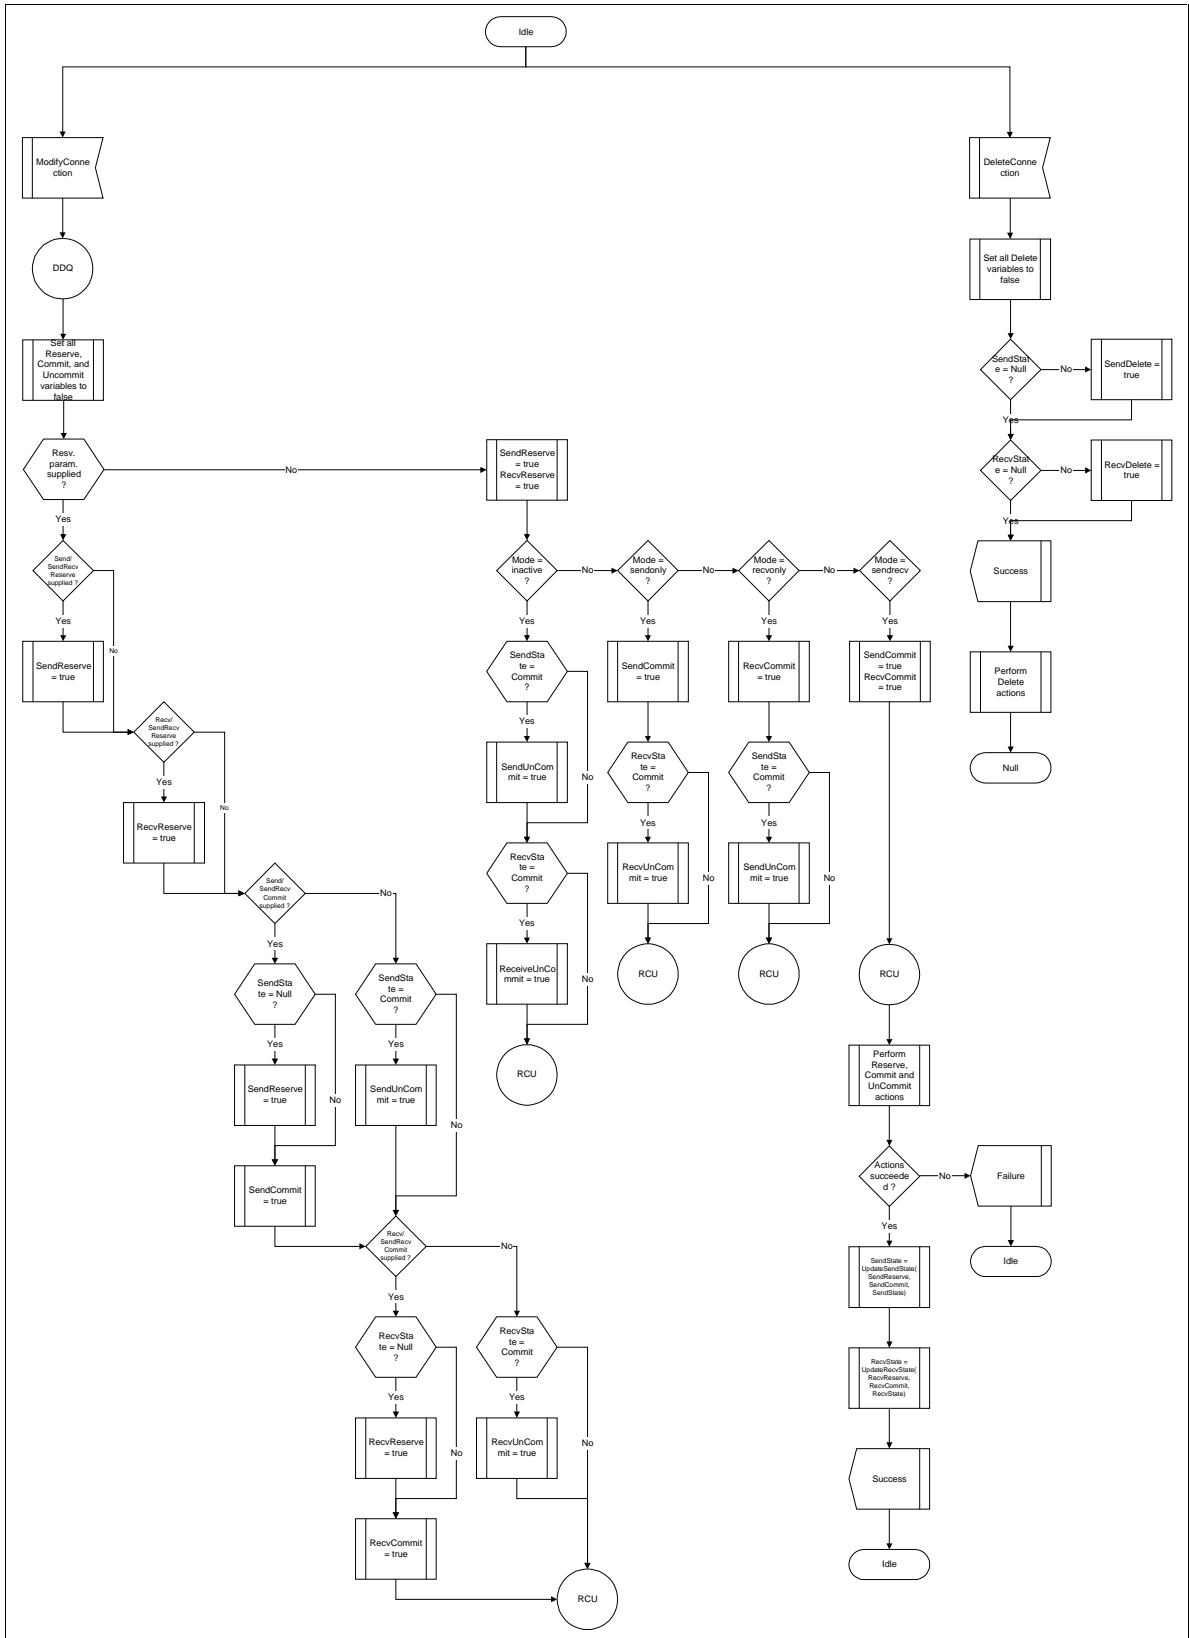 Idle
ModifyConne
ction
DeleteConne
ction
DDQ
Set all Delete
variables to
false
Set all
Reserve,
Commit, and
Uncommit
variables to
false
SendStat
e = Null
?
No
SendDelete =
true
Yes
Resv.
param.
supplied
?
No
SendReserve
= true
RecvReserve
= true
RecvStat
e = Null
?
No
RecvDelete =
true
Yes
Yes
Send/
SendRecv
Reserve
supplied ?
Mode =
inactive
?
No
Mode =
sendonly
?
No
Mode =
recvonly
?
No
Mode =
sendrecv
?
Success
Yes
No
Yes
Yes
Yes
Yes
SendReserve
= true
SendSta
te =
Commit
?
SendCommit
= true
RecvCommit
= true
SendCommit
= true
RecvCommit
= true
Perform
Delete
actions
Recv/
SendRecv
Reserve
supplied ?
Yes
No
SendUnCom
mit = true
No
RecvSta
te =
Commit
?
SendSta
te =
Commit
?
Null
Yes
No
RecvReserve
= true
Yes
Yes
RecvSta
te =
Commit
?
RecvUnCom
mit = true
No
SendUnCom
mit = true
No
Send/
SendRecv
Commit
supplied ?
No
Yes
Yes
ReceiveUnCo
mmit = true
No
RCU
RCU
RCU
SendSta
te = Null
?
SendSta
te =
Commit
?
Yes
Yes
RCU
Perform
Reserve,
Commit and
UnCommit
actions
SendReserve
= true
No
SendUnCom
mit = true
No
SendCommit
= true
Actions
succeede
d ?
No
Failure
Yes
Recv/
SendRecv
Commit
supplied ?
No
SendState =
UpdateSendState(
SendReserve,
SendCommit,
SendState)
Idle
Yes
RecvSta
te = Null
?
RecvSta
te =
Commit
?
RecvState =
UpdateRecvState(
RecvReserve,
RecvCommit,
RecvState)
Yes
Yes
RecvReserve
= true
No
RecvUnCom
mit = true
No
Success
RecvCommit
= true
Idle
RCU